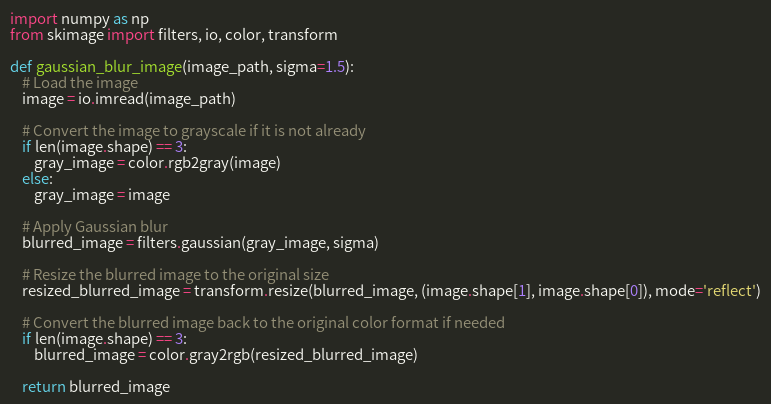 import numpy as np
from skimage import filters, io, color, transform
def gaussian_blur_image(image_path, sigma=1.5):
# Load the image
image = io.imread(image_path)
# Convert the image to grayscale if it is not already
if len(image.shape) == 3:
gray_image = color.rgb2gray(image)
else:
gray_image = image
# Apply Gaussian blur
blurred_image = filters.gaussian(gray_image, sigma)
# Resize the blurred image to the original size
resized_blurred_image = transform.resize(blurred_image, (image.shape[1], image.shape[0]), mode='reflect')
# Convert the blurred image back to the original color format if needed
if len(image.shape) == 3:
blurred_image = color.gray2rgb(resized_blurred_image)
return blurred_image